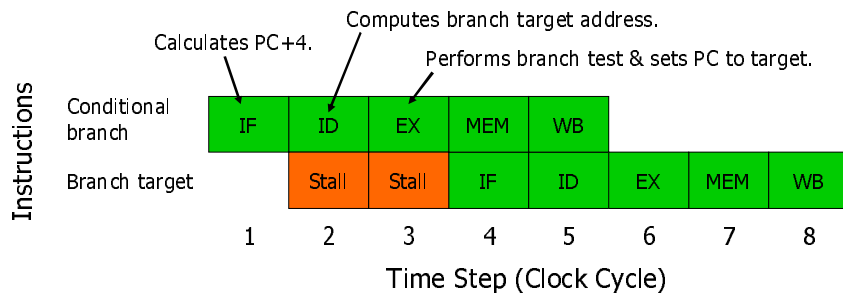 Computes branch target address.
Calculates PC+4.
Performs branch test & sets PC to target.
Instructions
Conditional
branch
IF ID EX MEM WB
Branch target
Stall Stall IF ID EX MEM WB
1 2 3 4 5 6 7 8
Time Step (Clock Cycle)